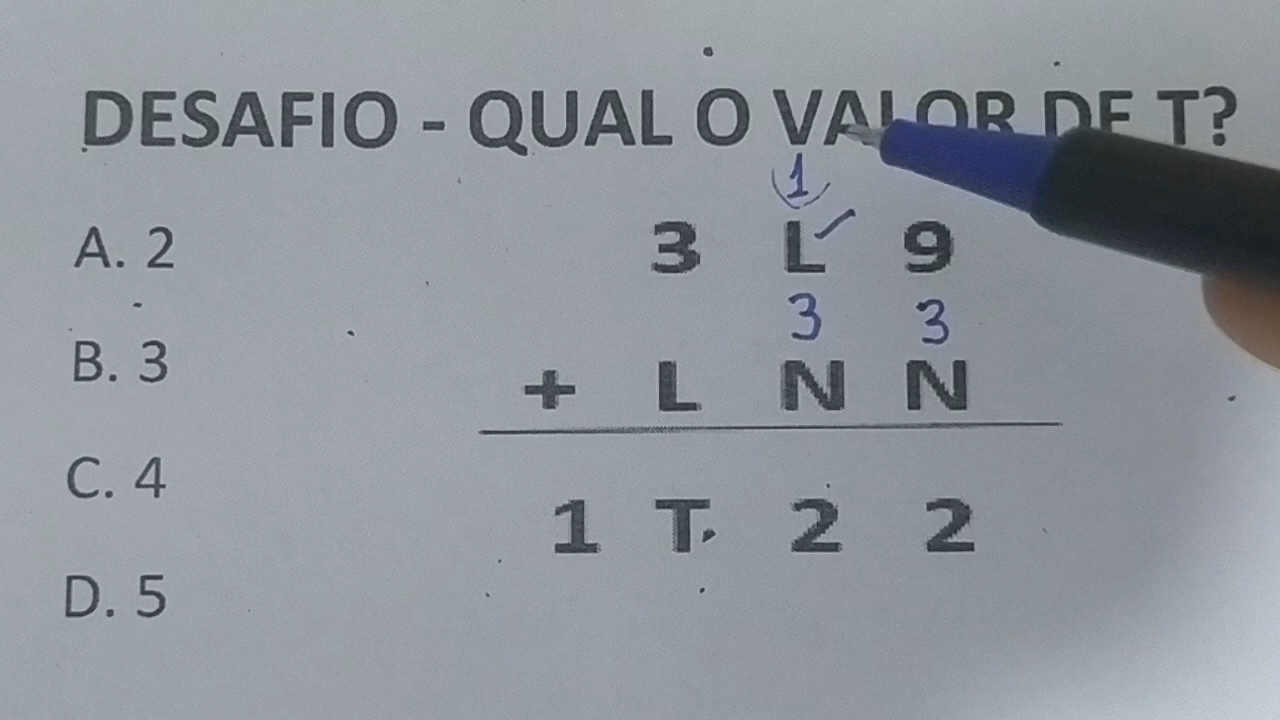 DESAFIO - QUAL O VALOR DE T?
1
A. 2
3 L 9
3 3
B. 3
+ L N N
C. 4
1 T 2 2
D. 5